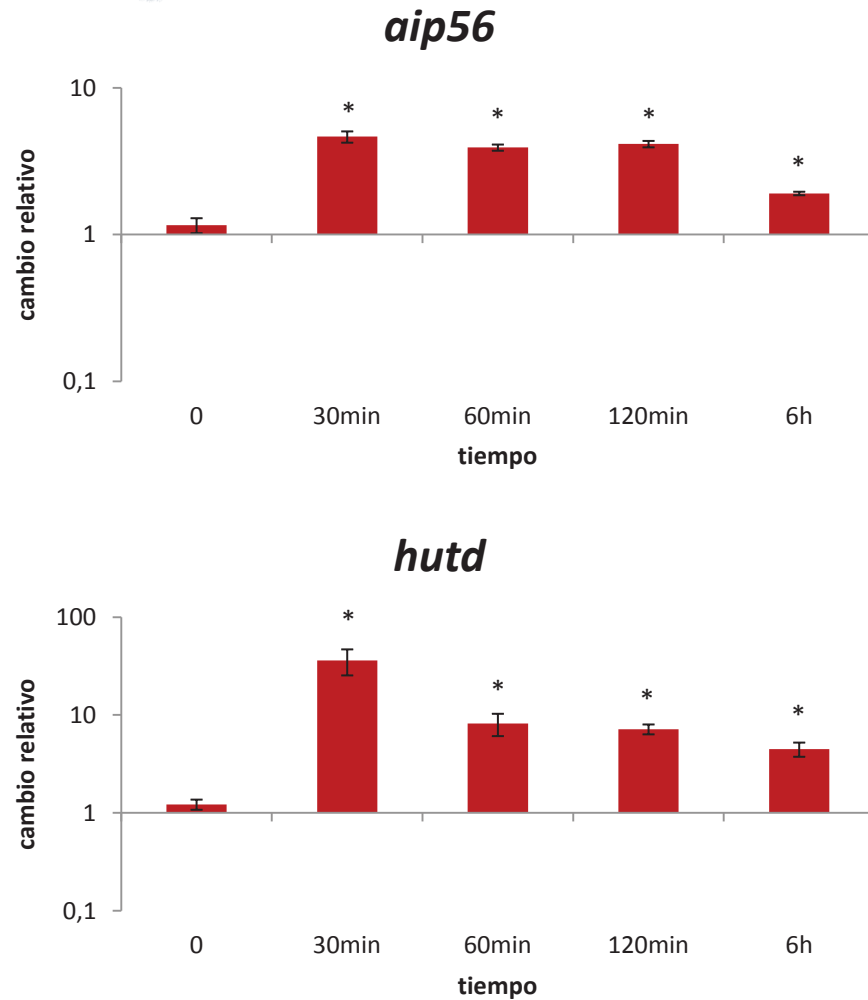 aip56
10
1
0,1
cambio relativo
* * * *
0 30min 60min 120min 6h
tiempo
hutd
100
10
1
0,1
cambio relativo
* * * *
0 30min 60min 120min 6h
tiempo